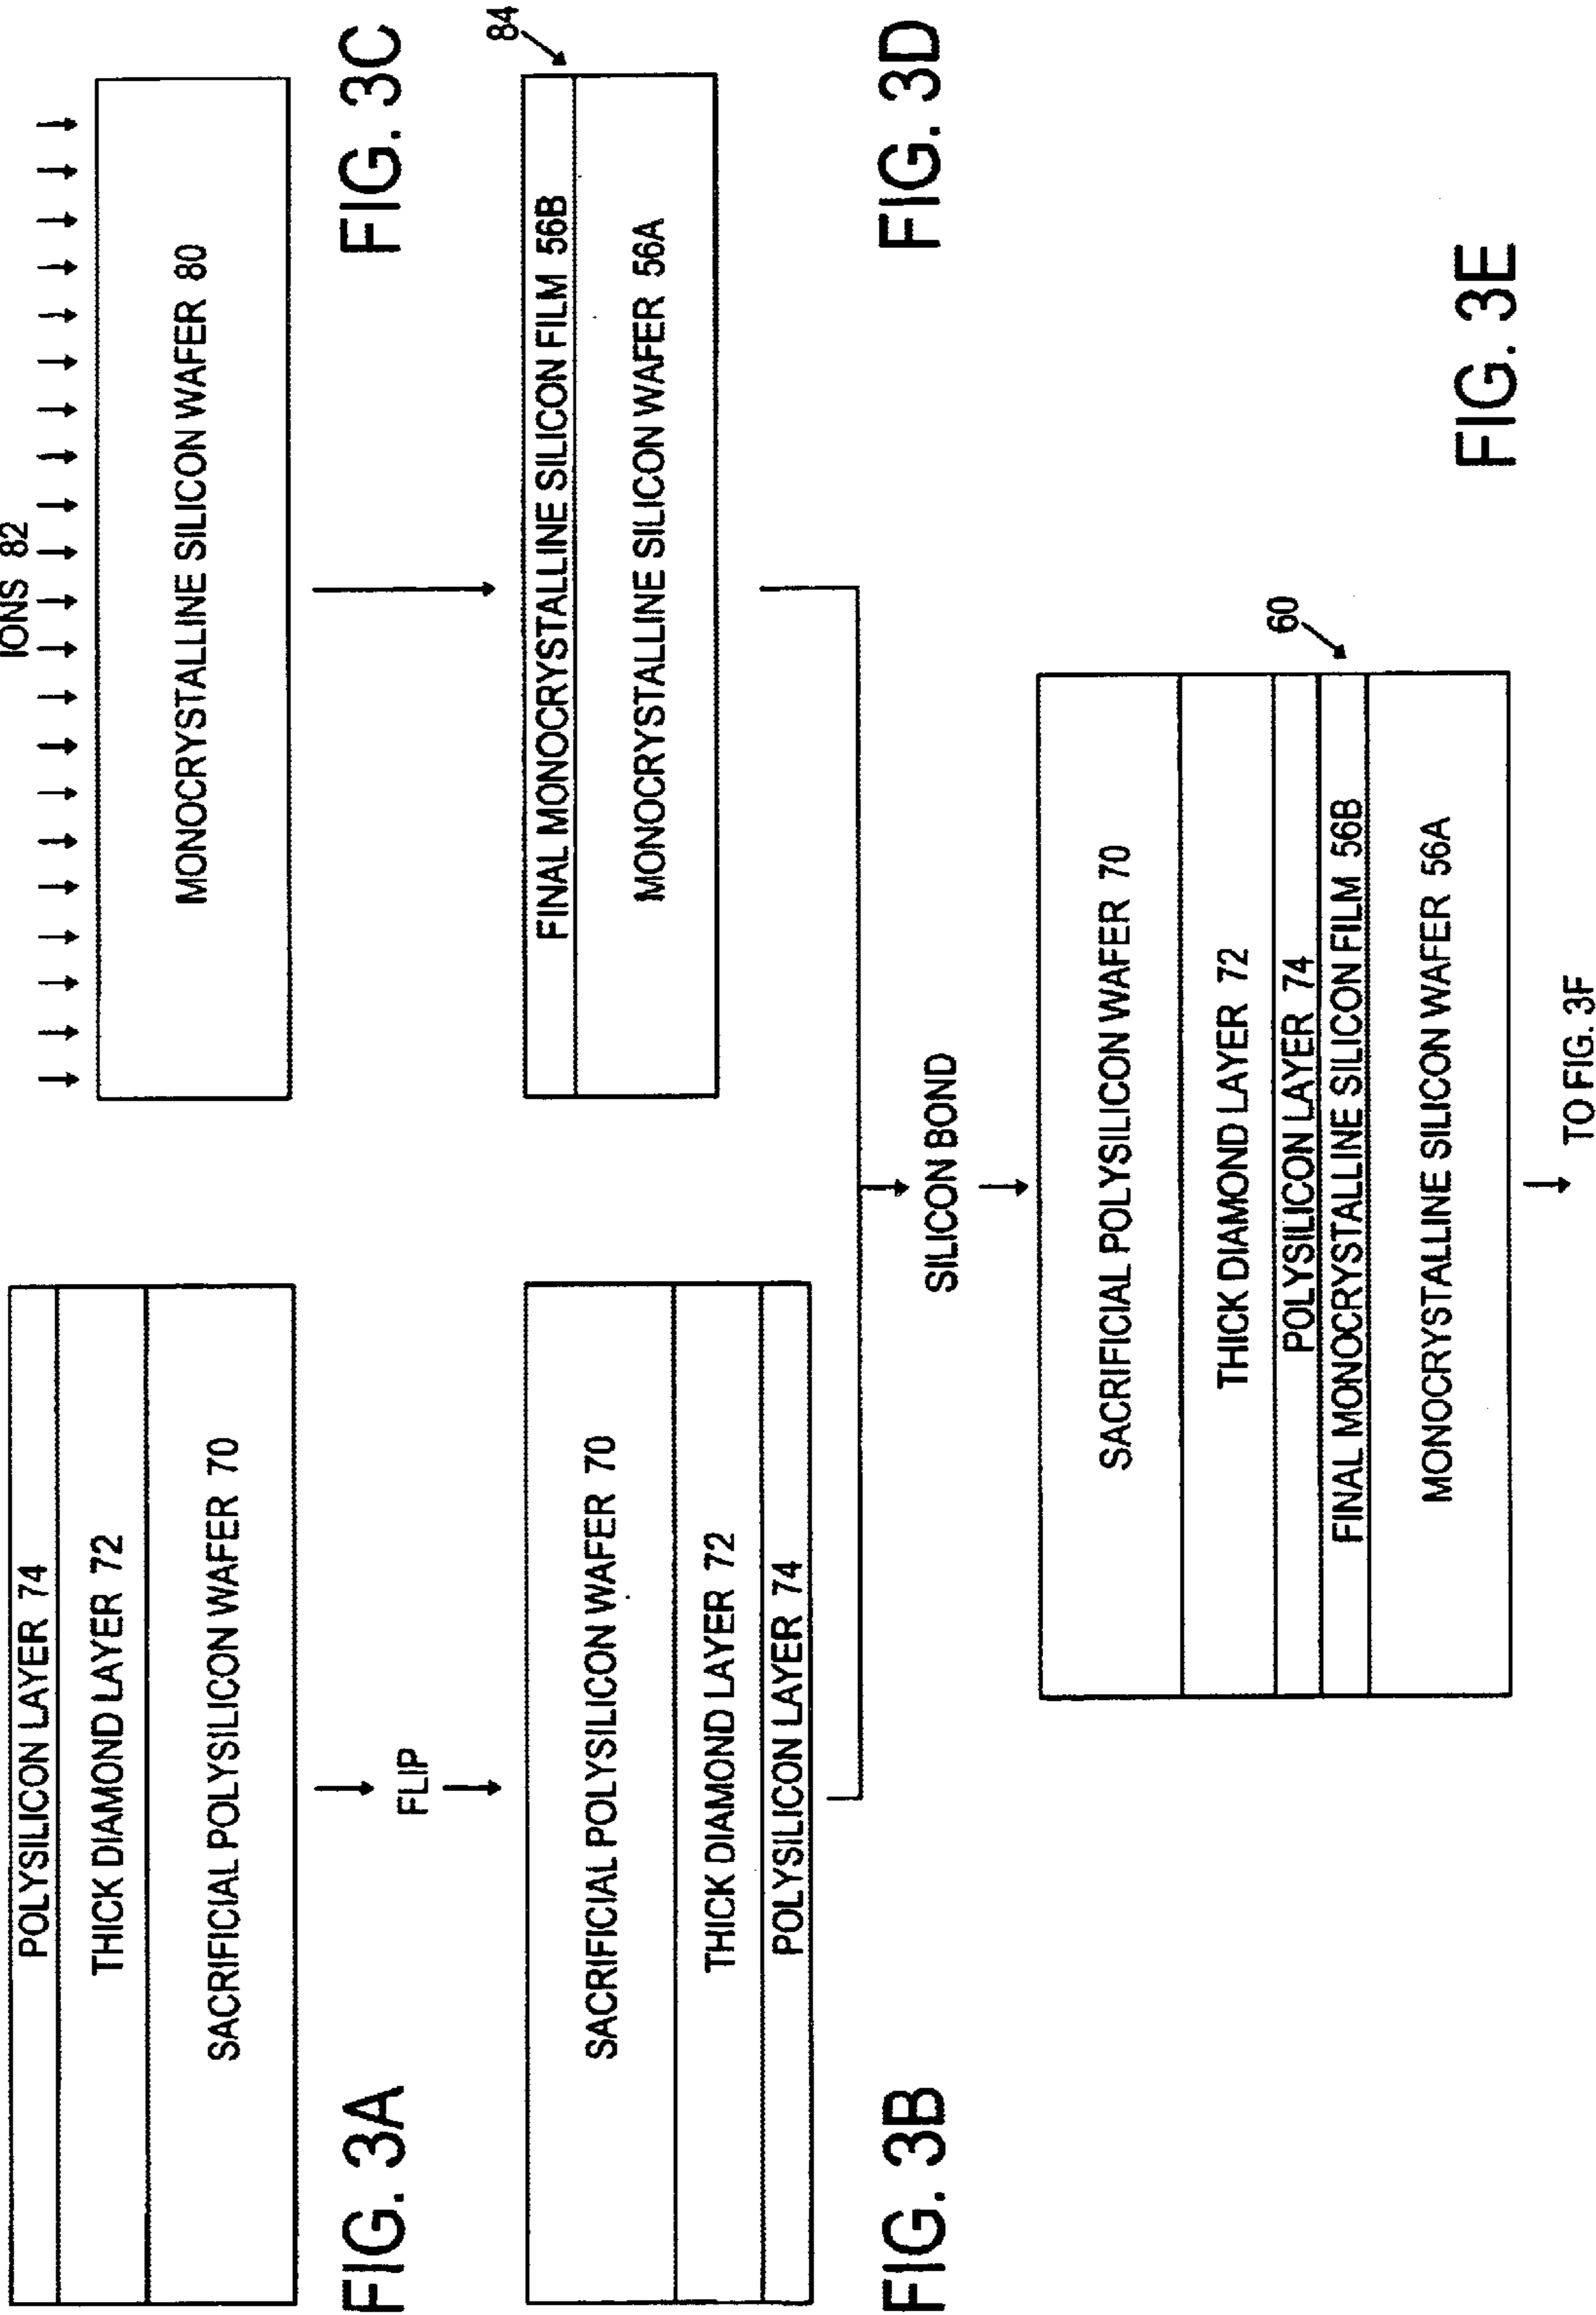 POLYSILICON LAYER 74
THICK DIAMOND LAYER 72
SACRIFICIAL POLYSILICON WAFER 70
FIG. 3A
FLIP
SACRIFICIAL POLYSILICON WAFER 70
THICK DIAMOND LAYER 72
POLYSILICON LAYER 74
FIG. 3B
IONS 82
MONOCRYSTALLINE SILICON WAFER 80
FIG. 3C
84
FINAL MONOCRYSTALLINE SILICON FILM 56B
MONOCRYSTALLINE SILICON WAFER 56A
FIG. 3D
SILICON BOND
60
SACRIFICIAL POLYSILICON WAFER 70
THICK DIAMOND LAYER 72
POLYSILICON LAYER 74
FINAL MONOCRYSTALLINE SILICON FILM 56B
MONOCRYSTALLINE SILICON WAFER 56A
FIG. 3E
TO FIG. 3F